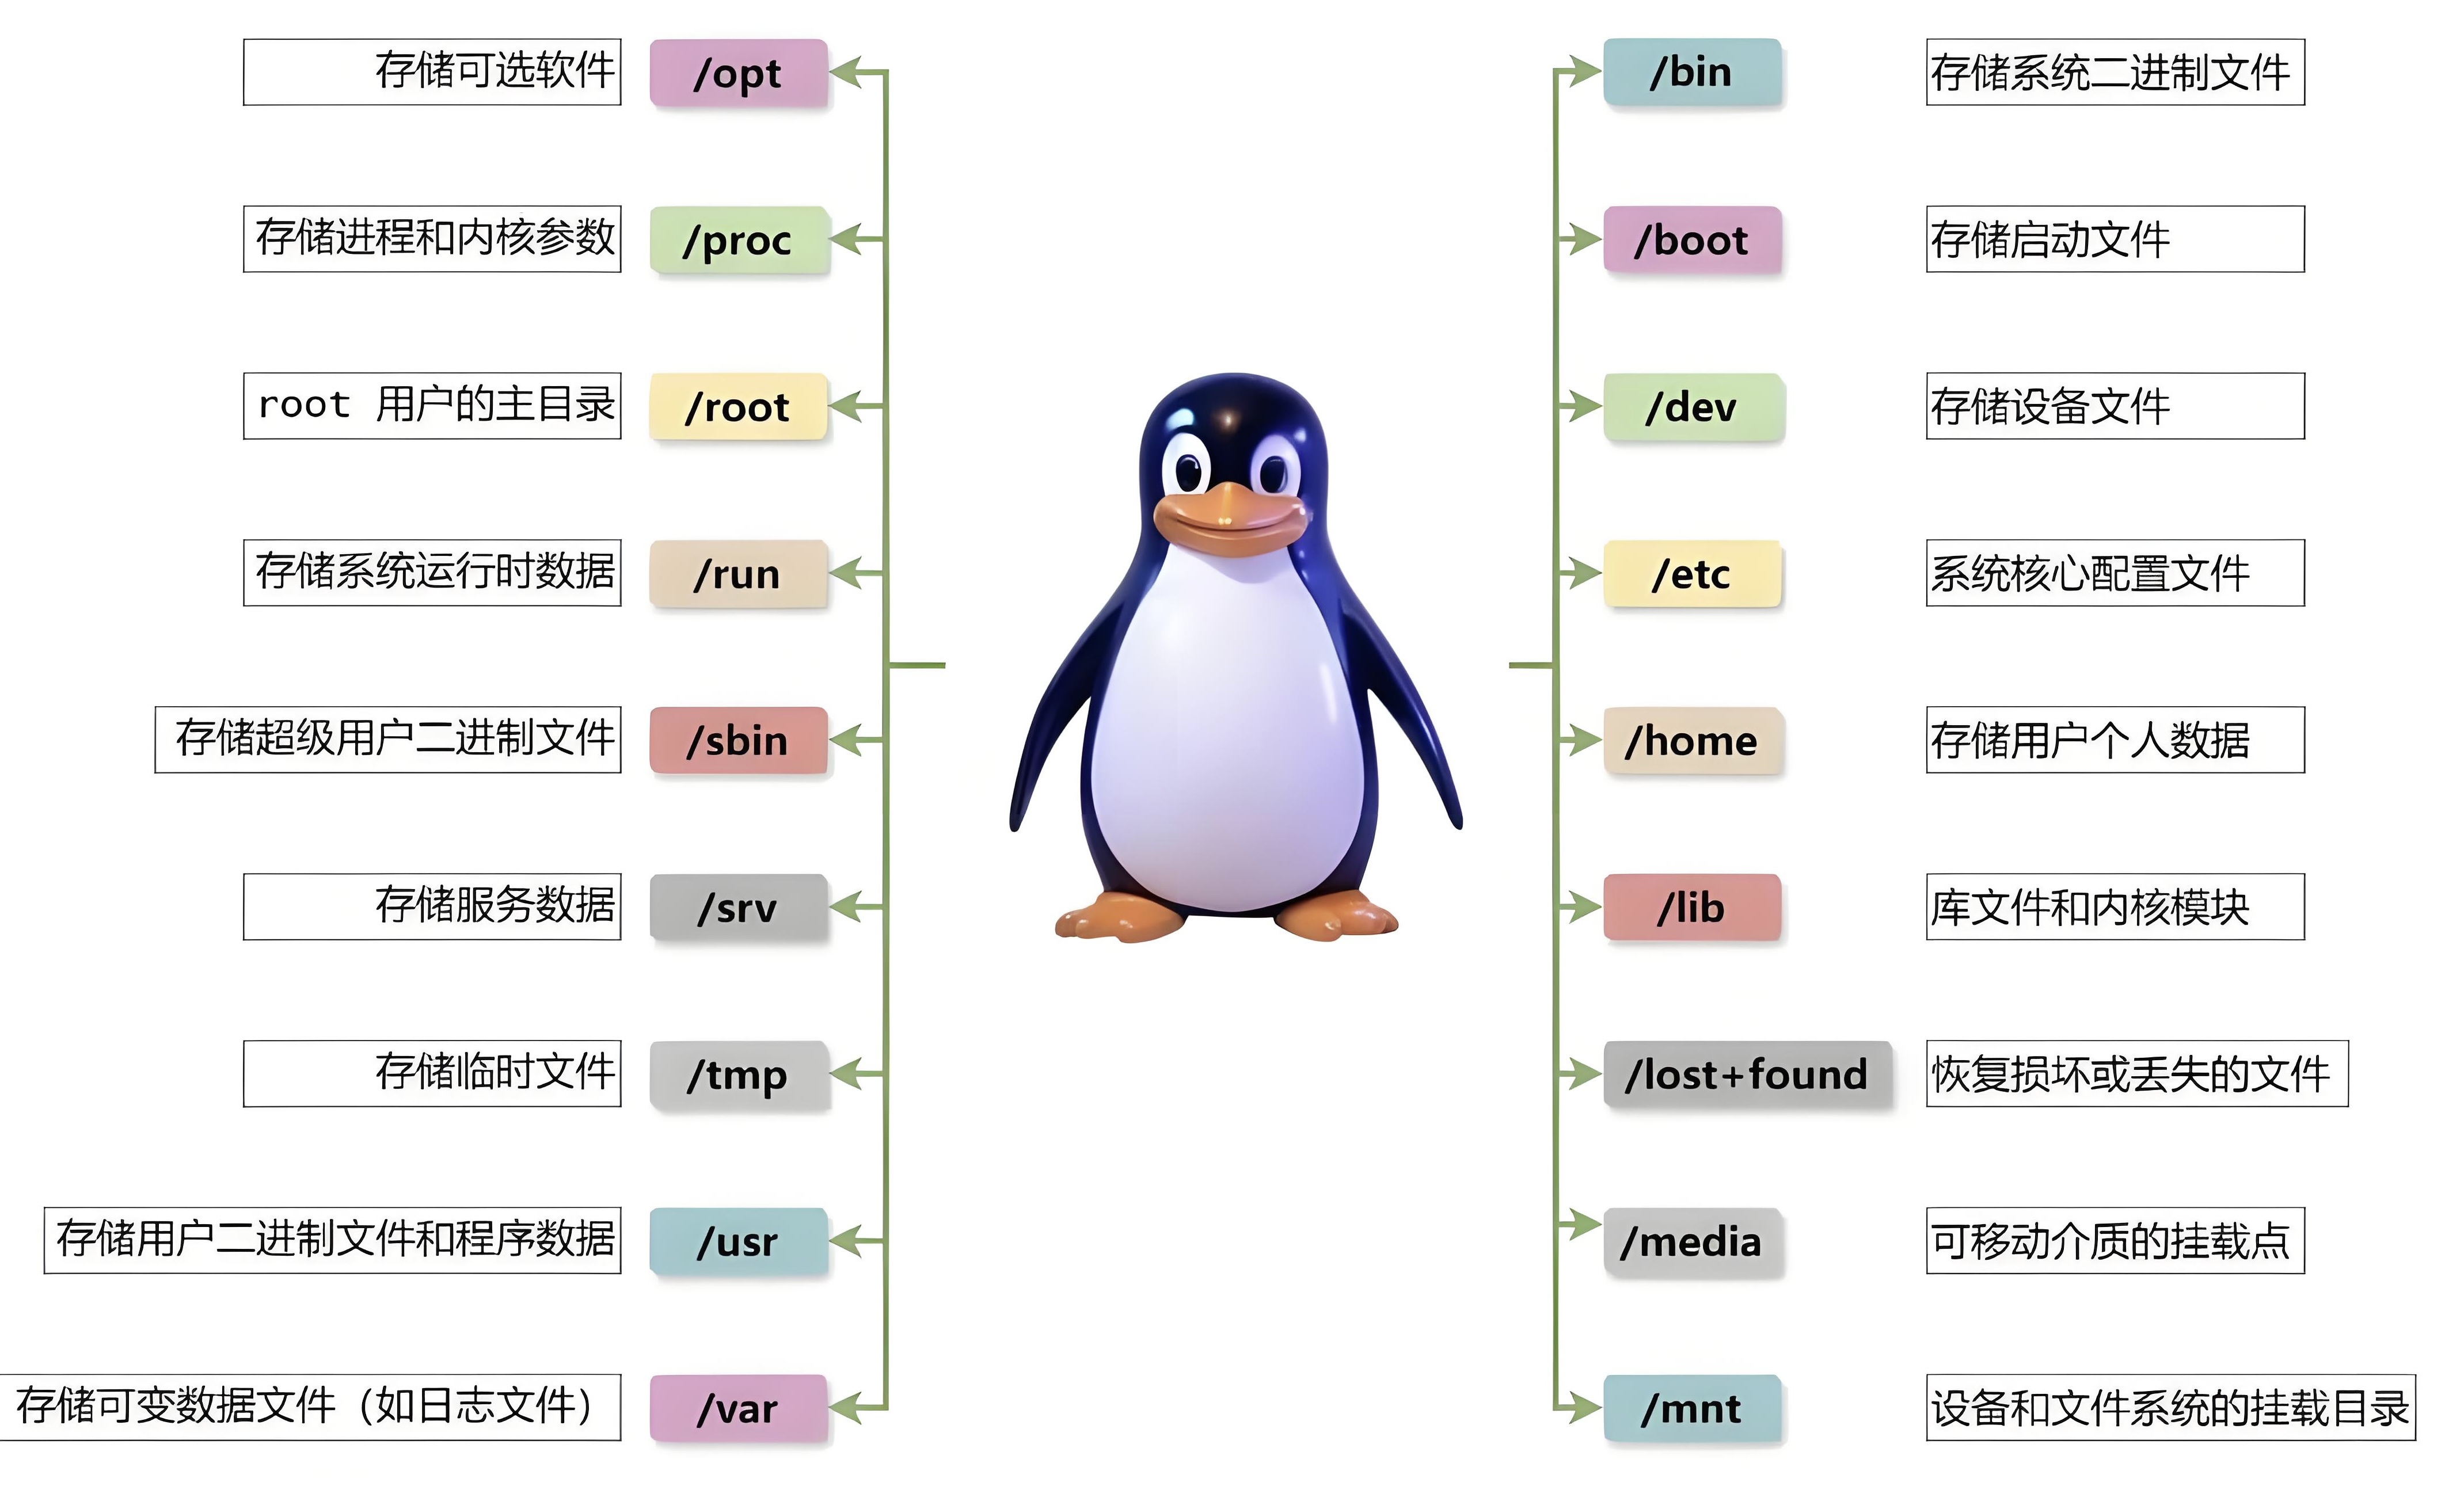 存储可选软件 /opt
存储进程和内核参数 /proc
root 用户的主目录 /root
存储系统运行时数据 /run
存储超级用户二进制文件 /sbin
存储服务数据 /srv
存储临时文件 /tmp
存储用户二进制文件和程序数据 /usr
存储可变数据文件（如日志文件） /var
/bin 存储系统二进制文件
/boot 存储启动文件
/dev 存储设备文件
/etc 系统核心配置文件
/home 存储用户个人数据
/lib 库文件和内核模块
/lost+found 恢复损坏或丢失的文件
/media 可移动介质的挂载点
/mnt 设备和文件系统的挂载目录